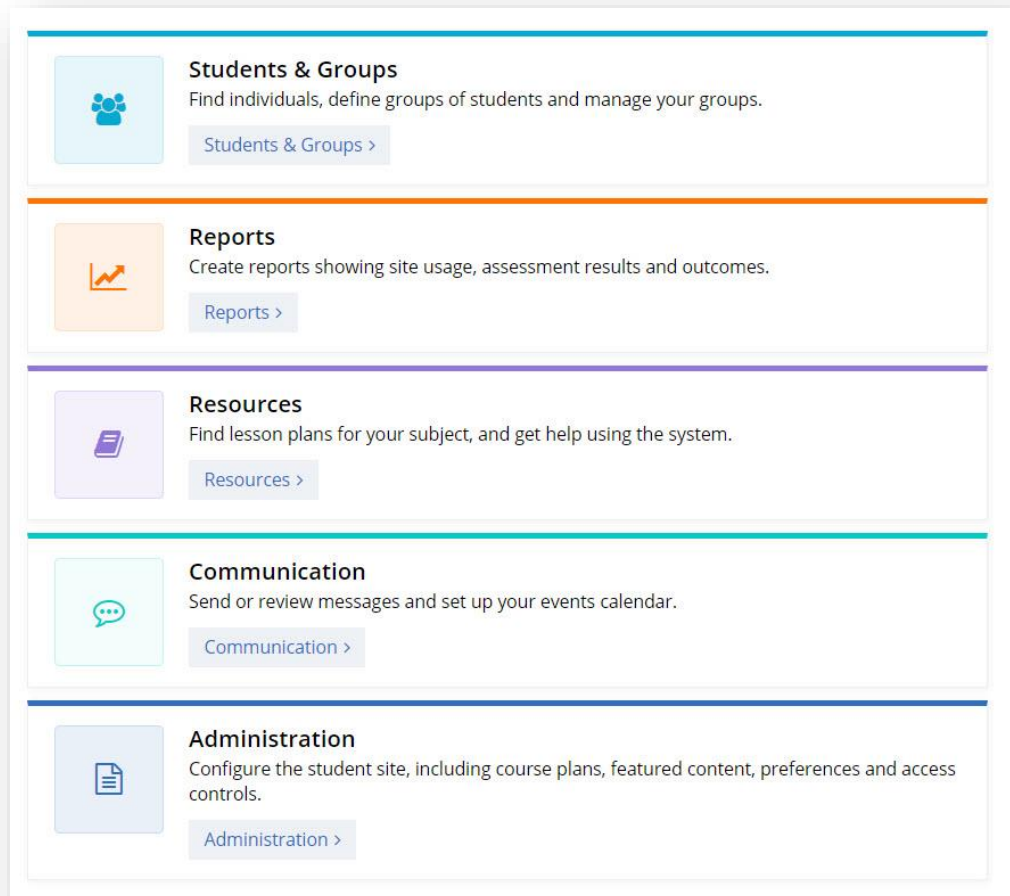 Students & Groups
Find individuals, define groups of students and manage your groups.
Students & Groups >
Reports
Create reports showing site usage, assessment results and outcomes.
Reports >
Resources
Find lesson plans for your subject, and get help using the system.
Resources >
Communication
Send or review messages and set up your events calendar.
Communication >
Administration
Configure the student site, including course plans, featured content, preferences and access
controls.
Administration >